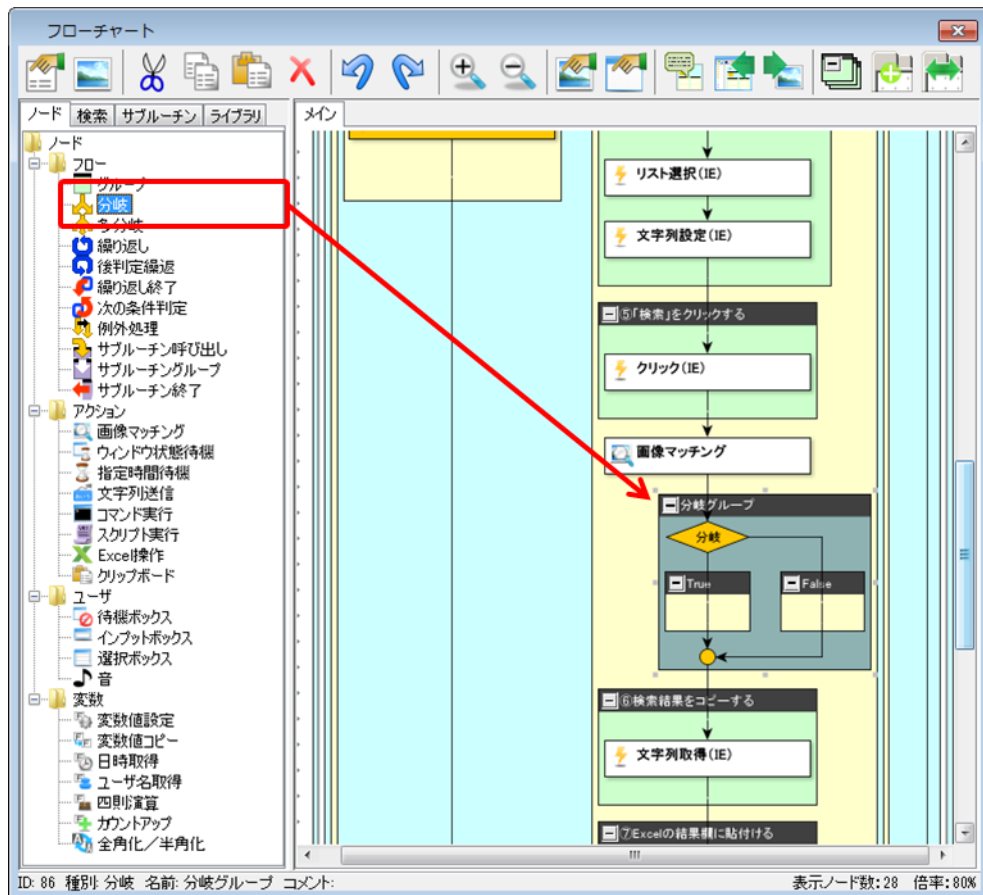 フローチャート
ノード 検索 サブルーチン ライブラリ
ノード
フロー
グループ
分岐
多分岐
繰り返し
後判定繰返
繰り返し終了
次の条件判定
例外処理
サブルーチン呼び出し
サブルーチングループ
サブルーチン終了
アクション
画像マッチング
ウィンドウ状態待機
指定時間待機
文字列送信
コマンド実行
スクリプト実行
Excel操作
クリップボード
ユーザ
待機ボックス
インプットボックス
選択ボックス
音
変数
変数値設定
変数値コピー
日時取得
ユーザ名取得
四則演算
カウントアップ
全角化／半角化
メイン
リスト選択(IE)
文字列設定(IE)
⑤「検索」をクリックする
クリック(IE)
画像マッチング
分岐グループ
分岐
True
False
⑥検索結果をコピーする
文字列取得(IE)
⑦Excelの結果欄に貼付ける
ID: 86 種別: 分岐 名前: 分岐グループ コメント:
表示ノード数: 28 倍率: 80%